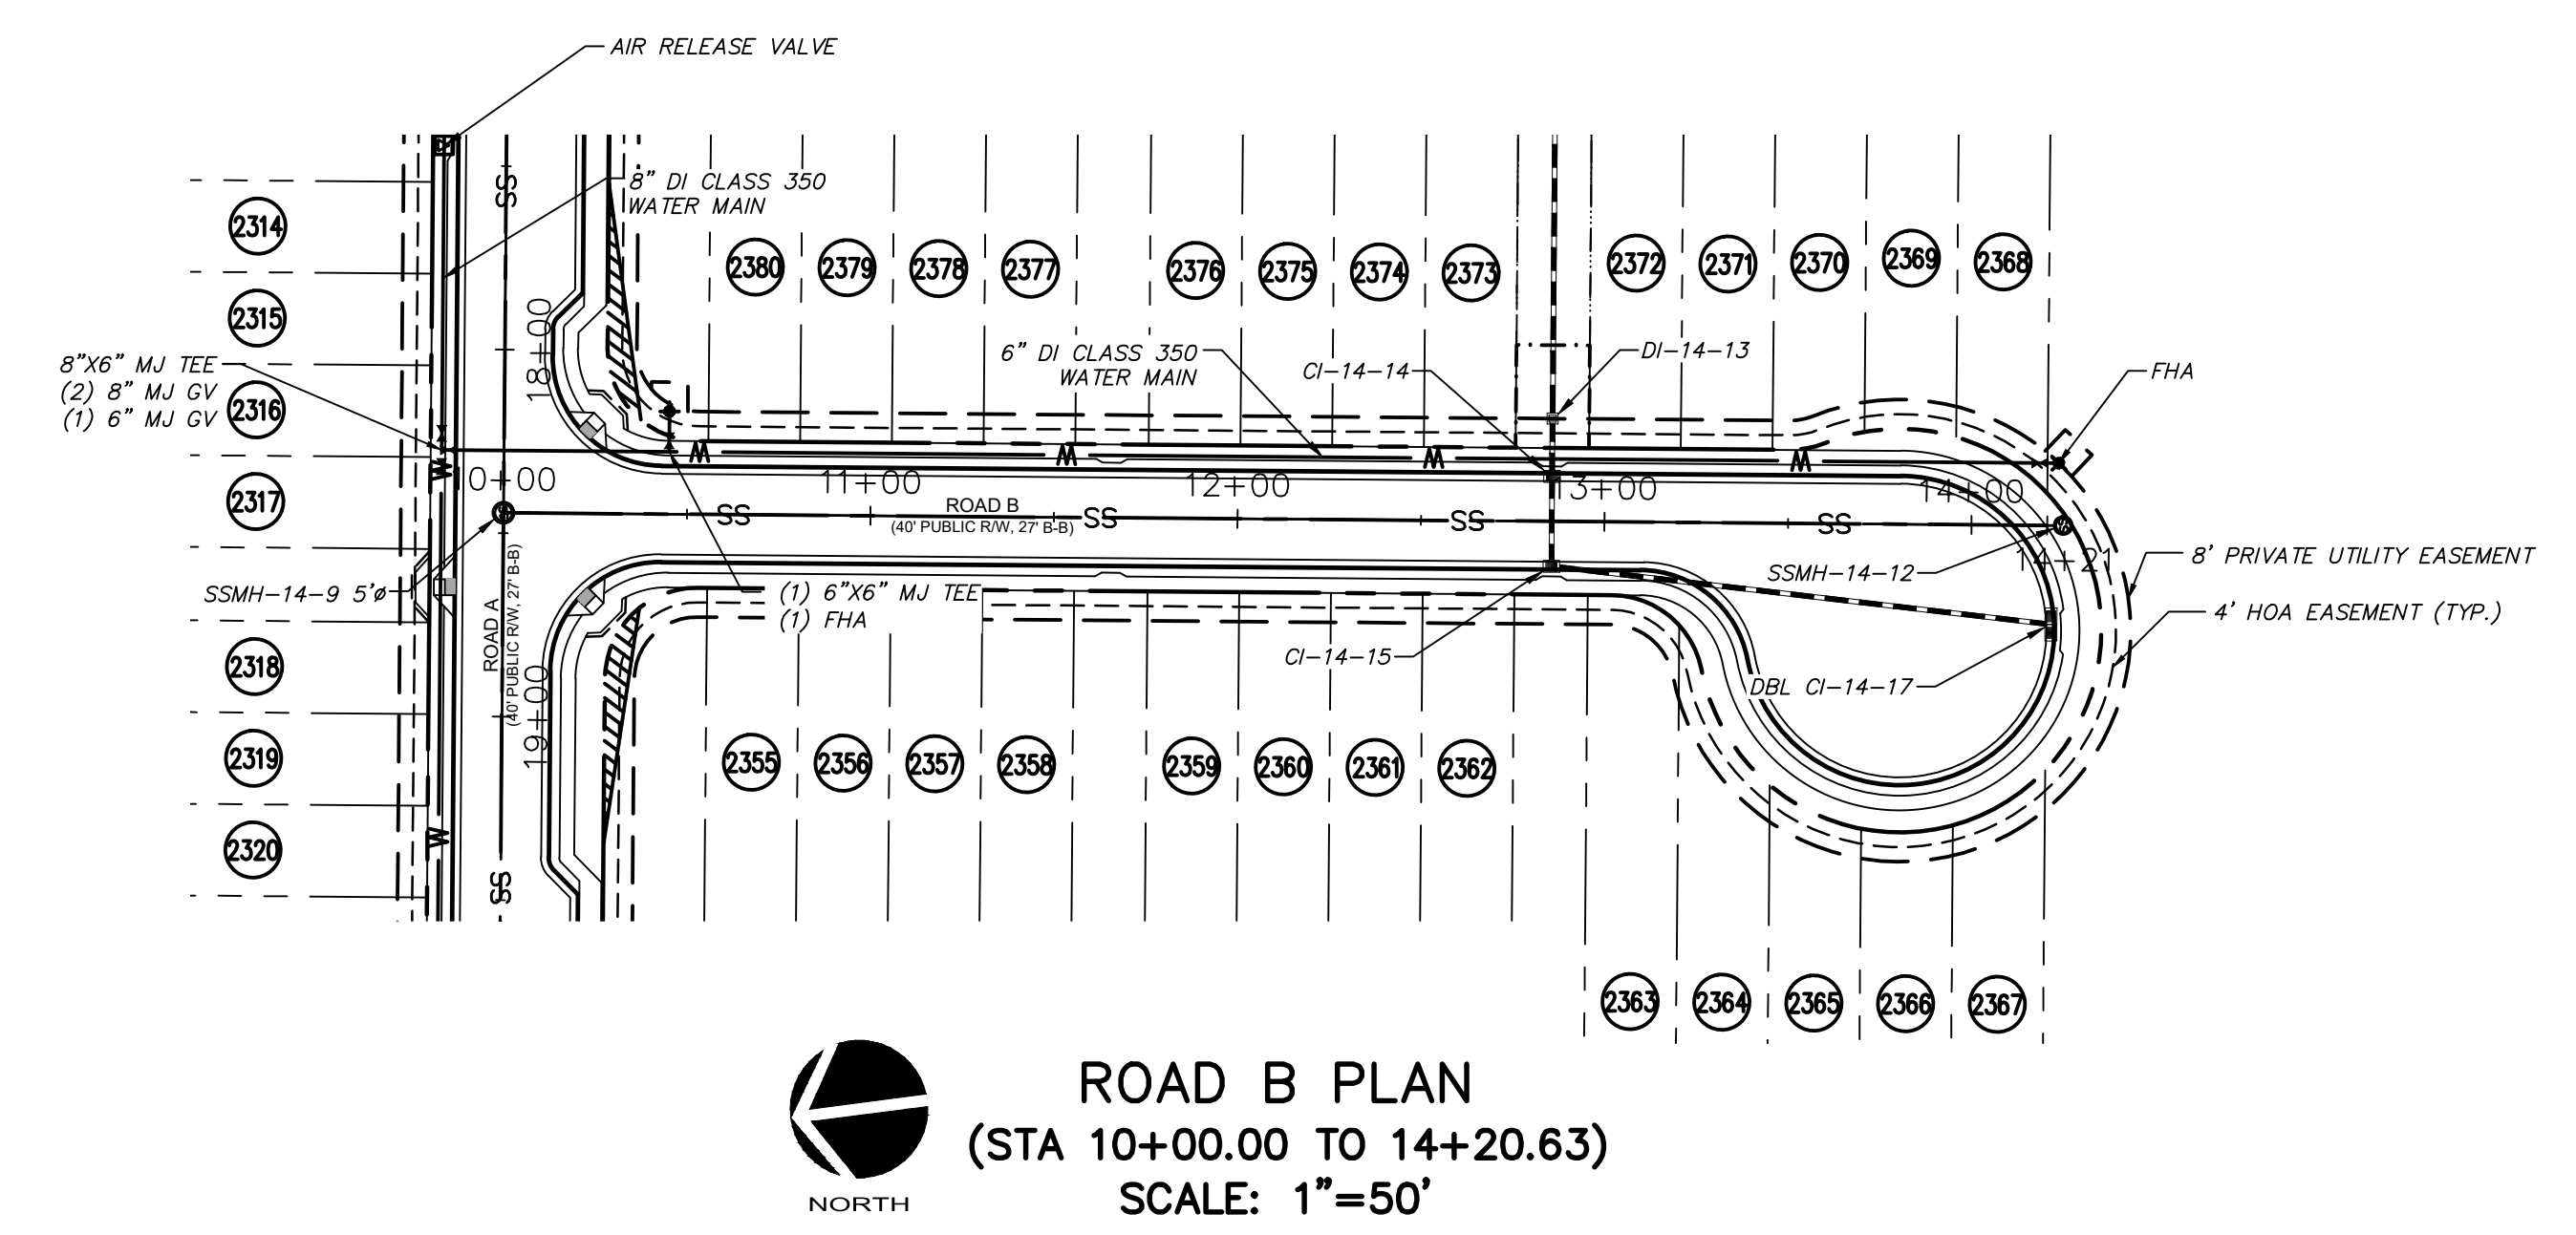 AIR RELEASE VALVE
8" DI CLASS 350
WATER MAIN
SS
2314
2315
2316
2317
2318
2319
2320
8"X6" MJ TEE
(2) 8" MJ GV
(1) 6" MJ GV
18+00
2380
2379
2378
2377
2376
2375
2374
2373
2372
2371
2370
2369
2368
6" DI CLASS 350
WATER MAIN
CI-14-14
DI-14-13
FHA
W
W
W
W
W
10+00
11+00
12+00
13+00
14+00
14+21
ROAD B
(40' PUBLIC R/W, 27' B-B)
SS
SS
SS
SS
SSMH-14-9 5'ø
ROAD A
(40' PUBLIC R/W, 27' B-B)
19+00
(1) 6"X6" MJ TEE
(1) FHA
SSMH-14-12
8' PRIVATE UTILITY EASEMENT
4' HOA EASEMENT (TYP.)
CI-14-15
DBL CI-14-17
W
SS
2355
2356
2357
2358
2359
2360
2361
2362
2363
2364
2365
2366
2367
NORTH
ROAD B PLAN
(STA 10+00.00 TO 14+20.63)
SCALE: 1"=50'